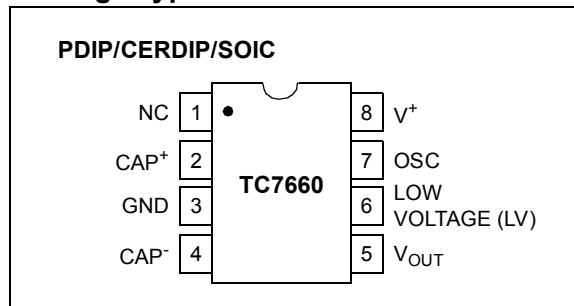 PDIP/CERDIP/SOIC
NC 1 8 V+
CAP+ 2 7 OSC
TC7660
GND 3 6 LOW
VOLTAGE (LV)
CAP- 4 5 VOUT